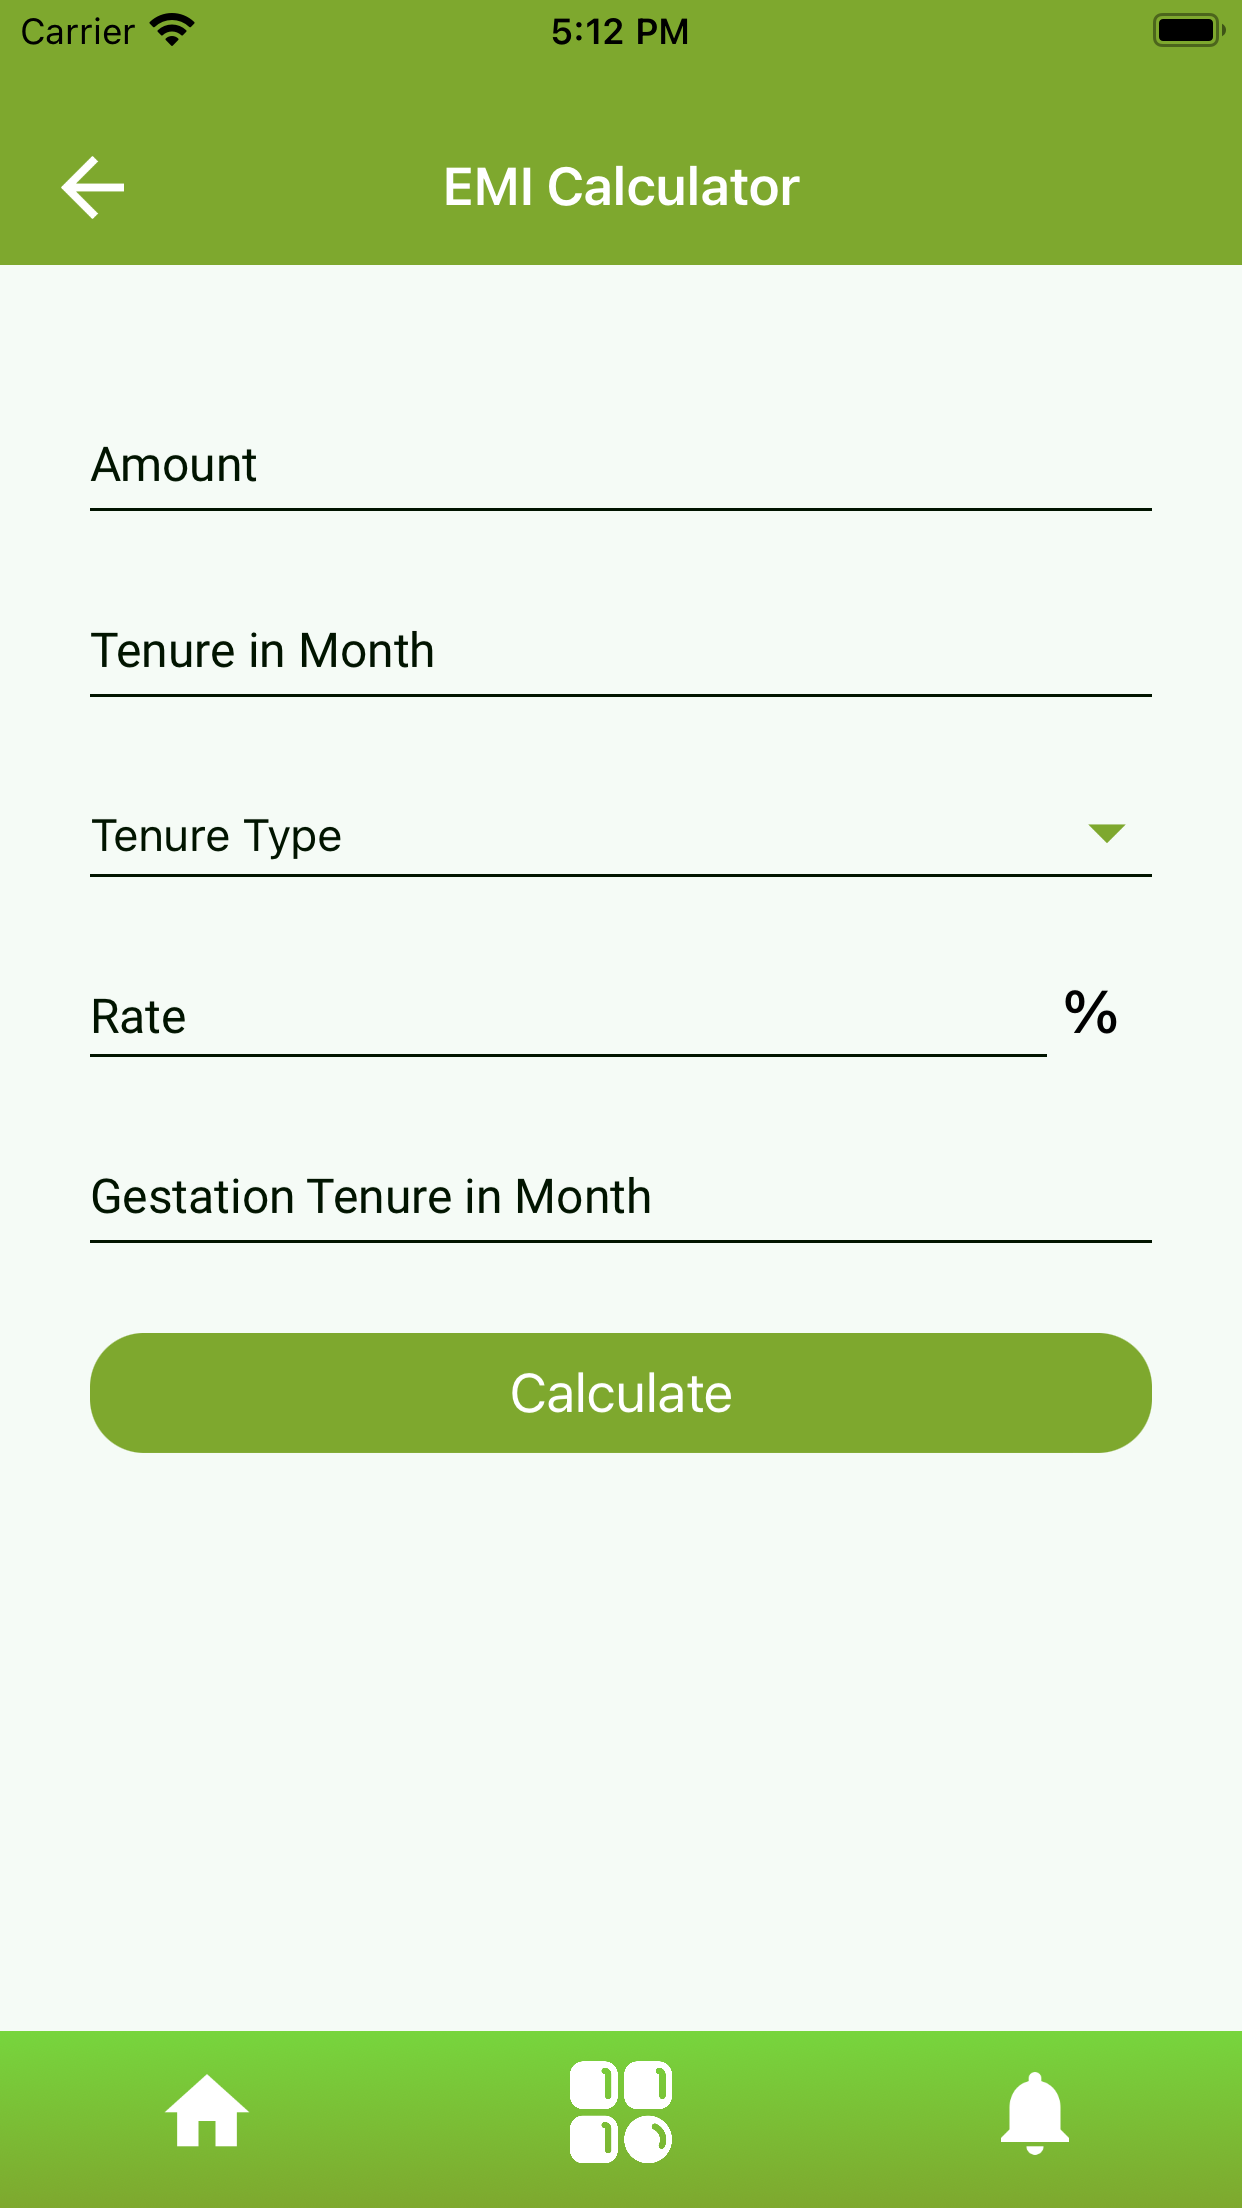 Carrier 5:12 PM
EMI Calculator
Amount
Tenure in Month
Tenure Type
Rate %
Gestation Tenure in Month
Calculate